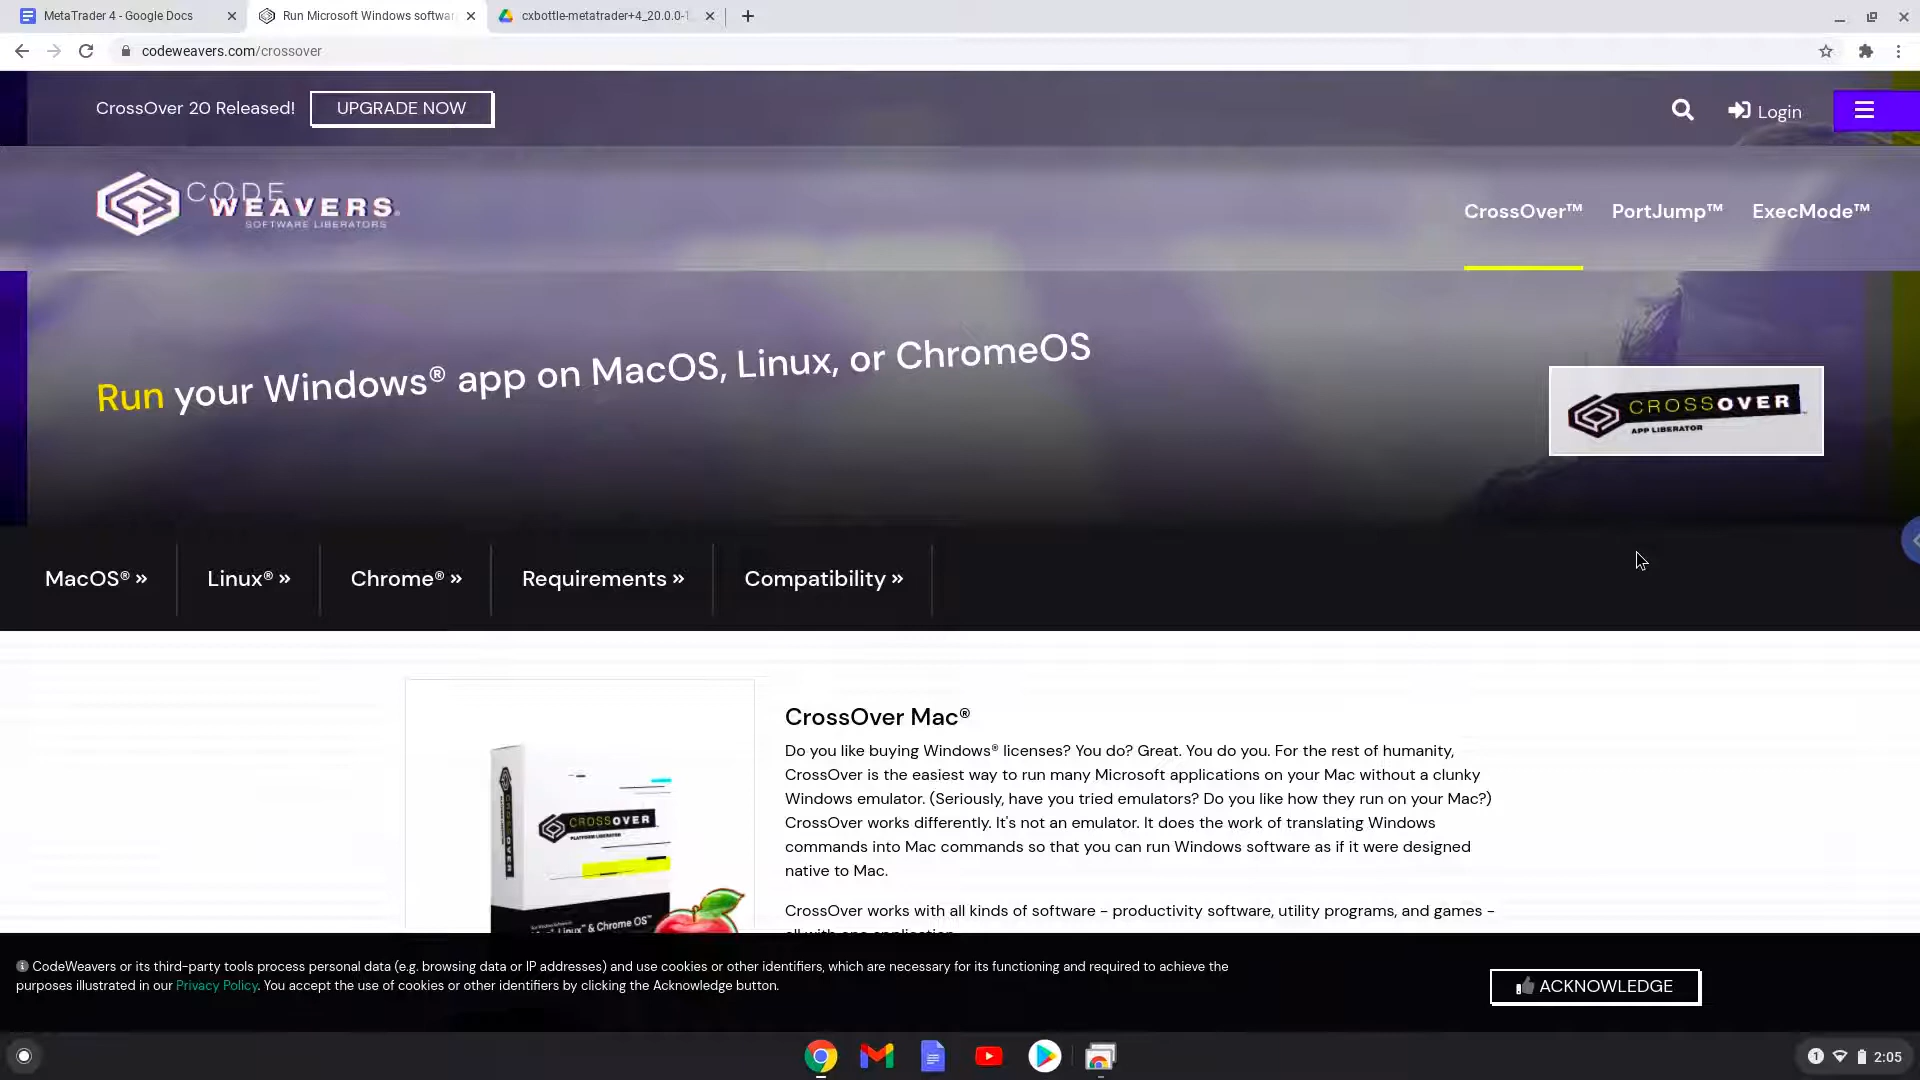 MetaTrader 4 - Google Docs
Run Microsoft Windows softwar
cxbottle-metatrader+4_20.0.0-1
codeweavers.com/crossover
CrossOver 20 Released!
UPGRADE NOW
Login
CODE
WEAVERS
SOFTWARE LIBERATORS
CrossOver™
PortJump™
ExecMode™
Run your Windows® app on MacOS, Linux, or ChromeOS
CROSSOVER
APP LIBERATOR
MacOS® »
Linux® »
Chrome® »
Requirements »
Compatibility »
CROSSOVER
CROSSOVER
PLATFORM LIBERATOR
Linux™ & Chrome OS™
CrossOver Mac®
Do you like buying Windows® licenses? You do? Great. You do you. For the rest of humanity,
CrossOver is the easiest way to run many Microsoft applications on your Mac without a clunky
Windows emulator. (Seriously, have you tried emulators? Do you like how they run on your Mac?)
CrossOver works differently. It's not an emulator. It does the work of translating Windows
commands into Mac commands so that you can run Windows software as if it were designed
native to Mac.
CrossOver works with all kinds of software - productivity software, utility programs, and games -
all with one application.
CodeWeavers or its third-party tools process personal data (e.g. browsing data or IP addresses) and use cookies or other identifiers, which are necessary for its functioning and required to achieve the
purposes illustrated in our Privacy Policy. You accept the use of cookies or other identifiers by clicking the Acknowledge button.
ACKNOWLEDGE
1
2:05